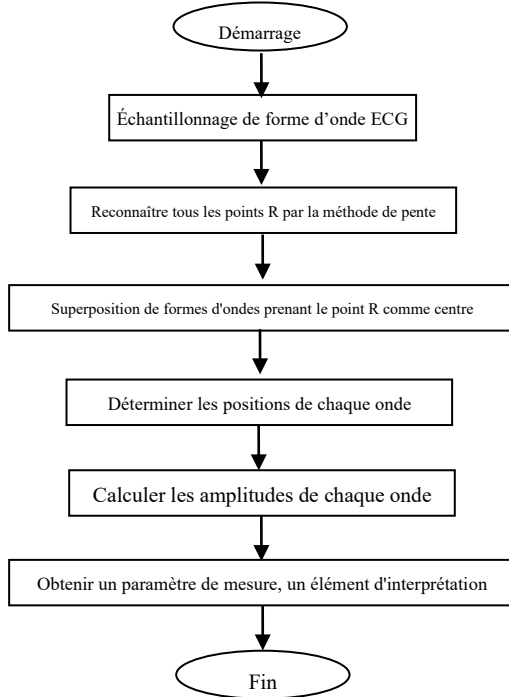 Démarrage
Échantillonnage de forme d’onde ECG
Reconnaître tous les points R par la méthode de pente
Superposition de formes d'ondes prenant le point R comme centre
Déterminer les positions de chaque onde
Calculer les amplitudes de chaque onde
Obtenir un paramètre de mesure, un élément d'interprétation
Fin